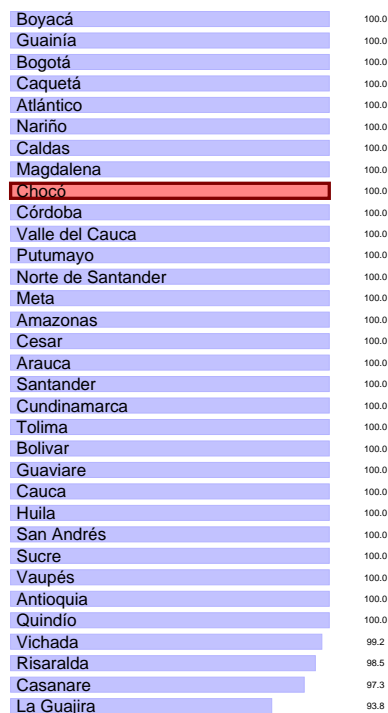 Boyacá 100.0
Guainía 100.0
Bogotá 100.0
Caquetá 100.0
Atlántico 100.0
Nariño 100.0
Caldas 100.0
Magdalena 100.0
Chocó 100.0
Córdoba 100.0
Valle del Cauca 100.0
Putumayo 100.0
Norte de Santander 100.0
Meta 100.0
Amazonas 100.0
Cesar 100.0
Arauca 100.0
Santander 100.0
Cundinamarca 100.0
Tolima 100.0
Bolivar 100.0
Guaviare 100.0
Cauca 100.0
Huila 100.0
San Andrés 100.0
Sucre 100.0
Vaupés 100.0
Antioquia 100.0
Quindío 100.0
Vichada 99.2
Risaralda 98.5
Casanare 97.3
La Guajira 93.8